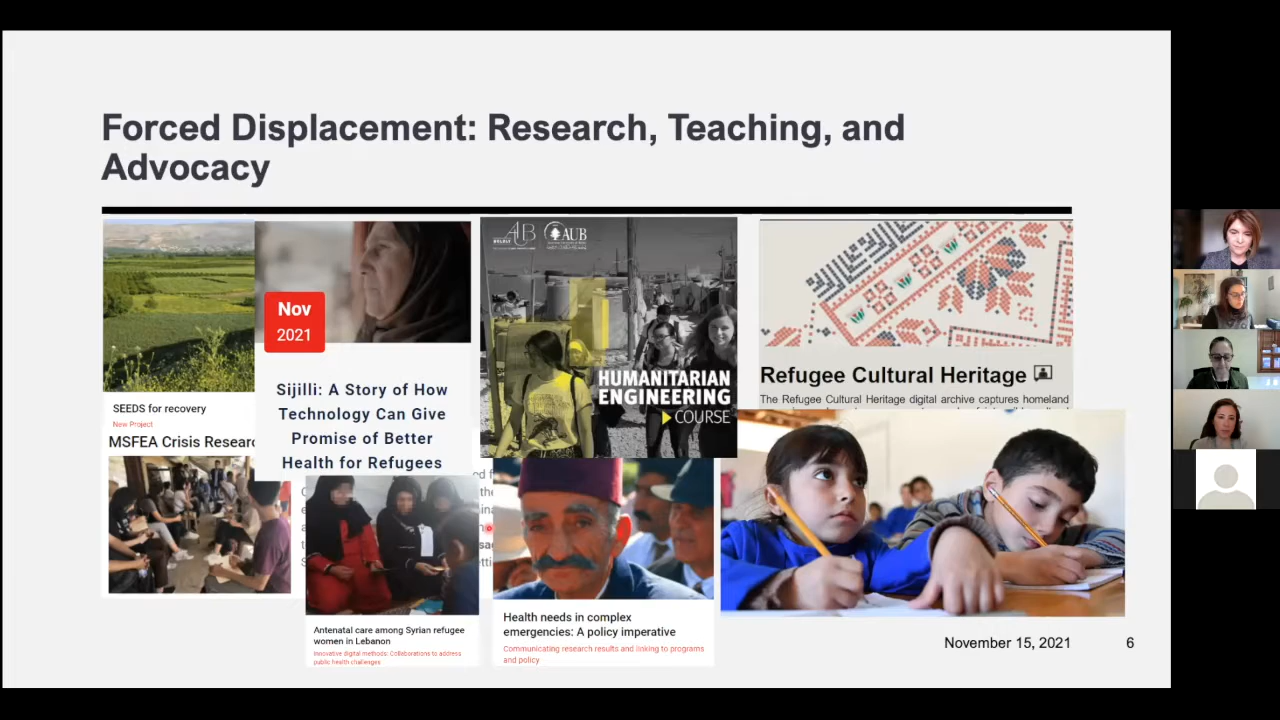 Forced Displacement: Research, Teaching, and
Advocacy
SEEDS for recovery
New Project
MSFEA Crisis Researc
Nov
2021
Sijilli: A Story of How
Technology Can Give
Promise of Better
Health for Refugees
AUB
AUB
HUMANITARIAN
ENGINEERING
COURSE
Refugee Cultural Heritage
The Refugee Cultural Heritage digital archive captures homeland
Antenatal care among Syrian refugee
women in Lebanon
Innovative digital methods: Collaborations to address
public health challenges
Health needs in complex
emergencies: A policy imperative
Communicating research results and linking to programs
and policy
November 15, 2021
6